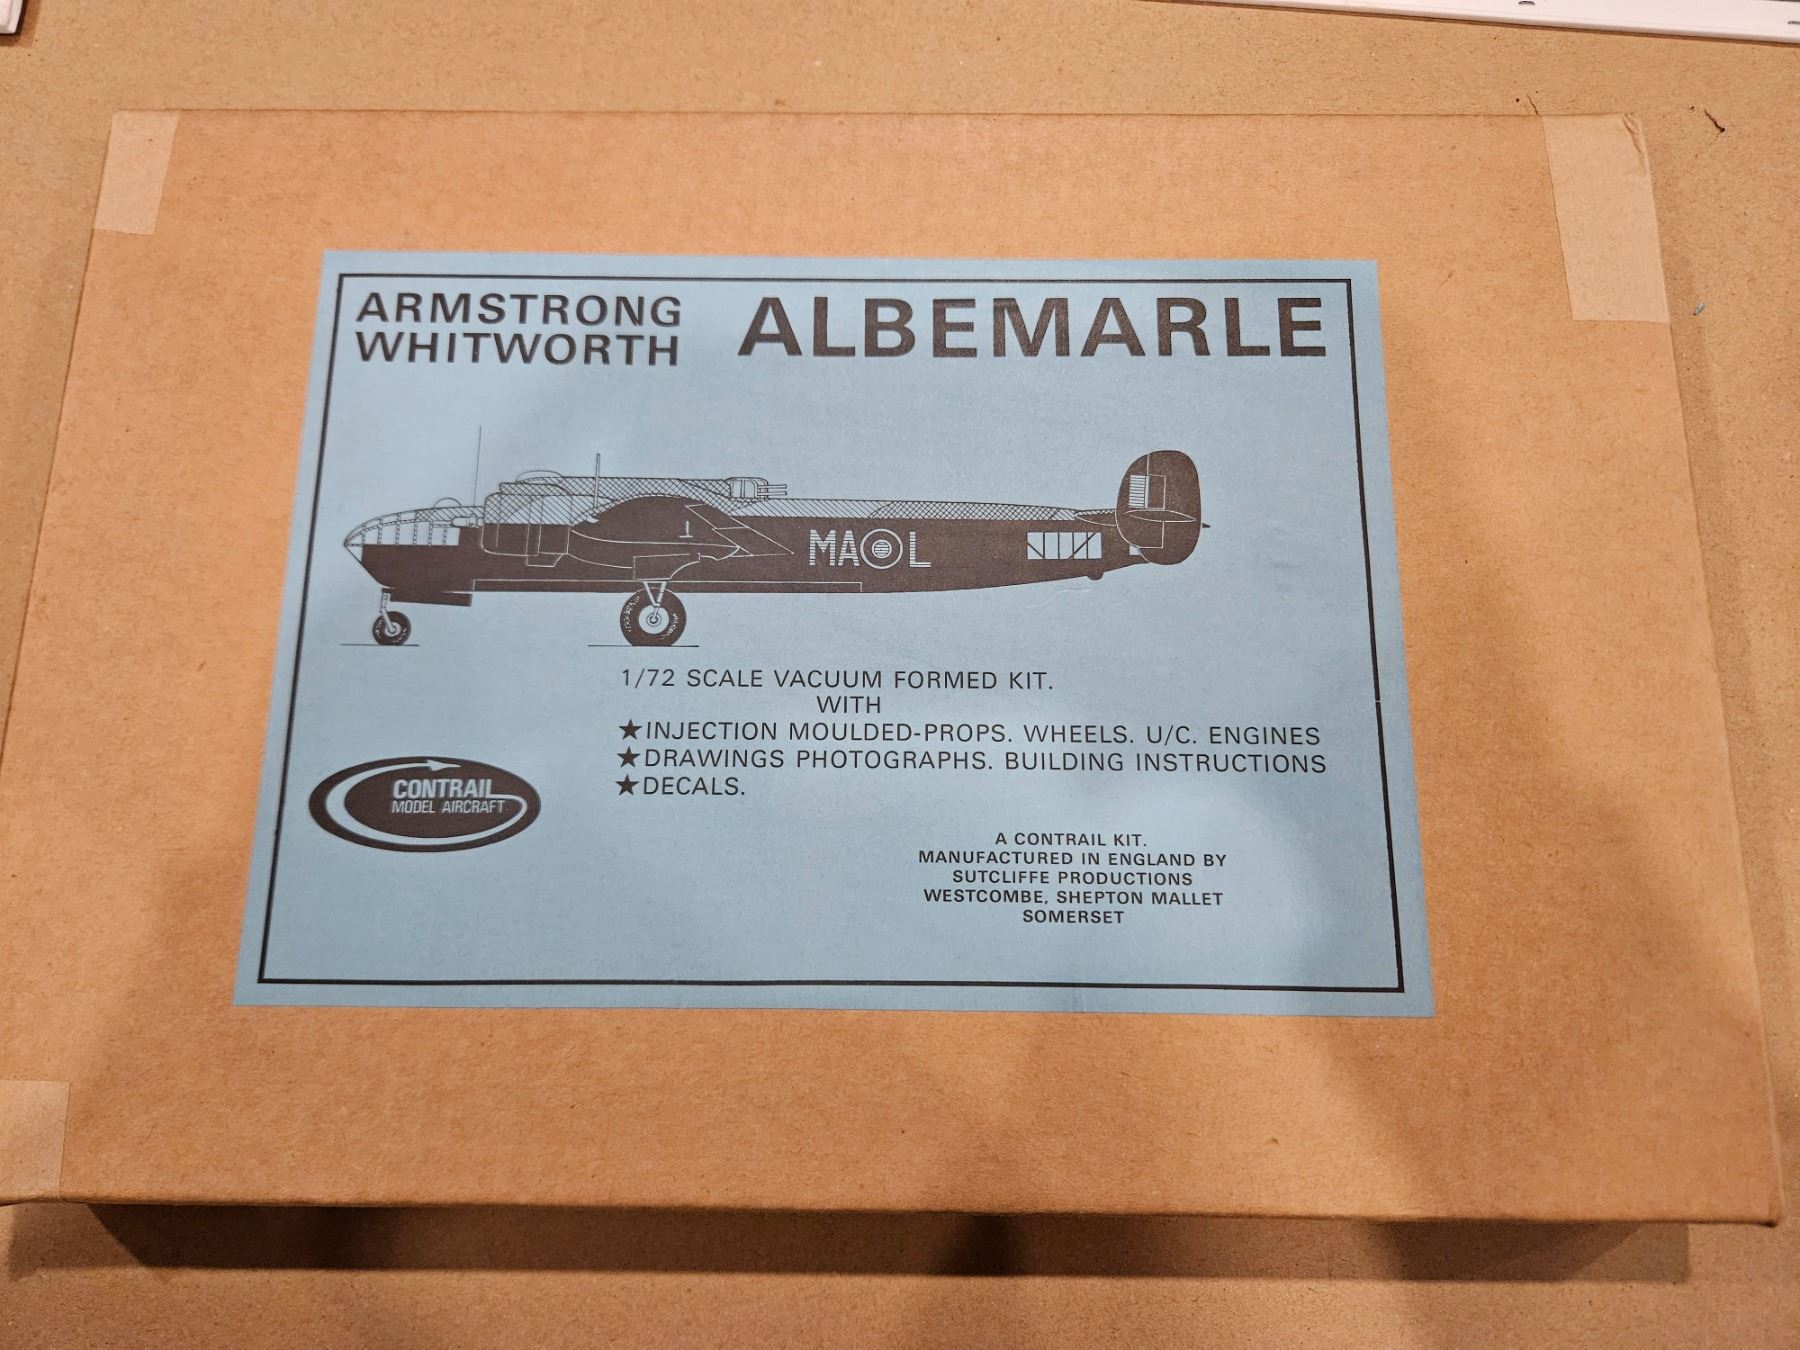 ARMSTRONG
WHITWORTH
ALBEMARLE
MA L
1/72 SCALE VACUUM FORMED KIT.
WITH
★INJECTION MOULDED-PROPS. WHEELS. U/C. ENGINES
★DRAWINGS PHOTOGRAPHS. BUILDING INSTRUCTIONS
★DECALS.
CONTRAIL
MODEL AIRCRAFT
A CONTRAIL KIT.
MANUFACTURED IN ENGLAND BY
SUTCLIFFE PRODUCTIONS
WESTCOMBE, SHEPTON MALLET
SOMERSET